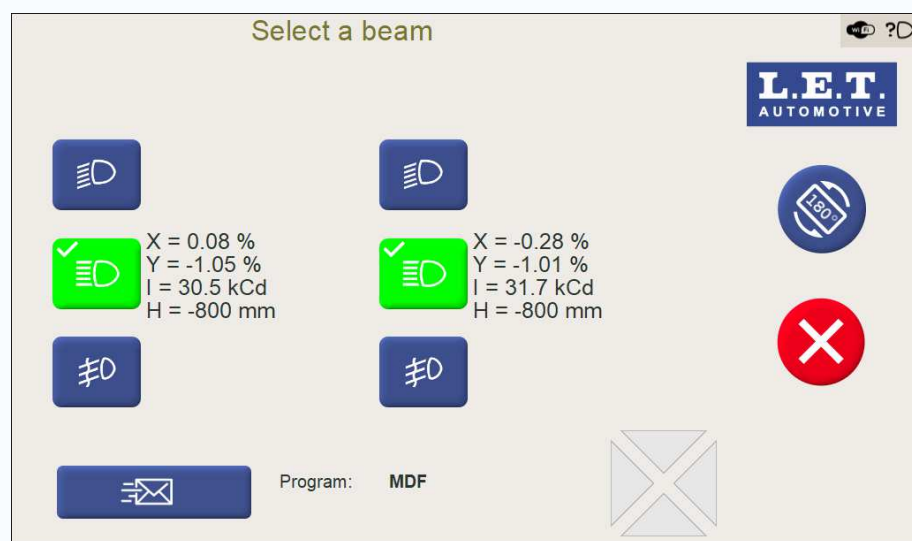 Select a beam
WiFi ?
L.E.T.
AUTOMOTIVE
180°
X = 0.08 %
Y = -1.05 %
I = 30.5 kCd
H = -800 mm
X = -0.28 %
Y = -1.01 %
I = 31.7 kCd
H = -800 mm
Program: MDF